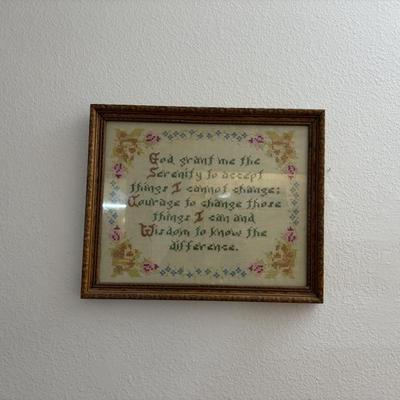 God, grant me the
Serenity to accept
things I cannot change;
Courage to change those
things I can and
Wisdom to know the
difference.